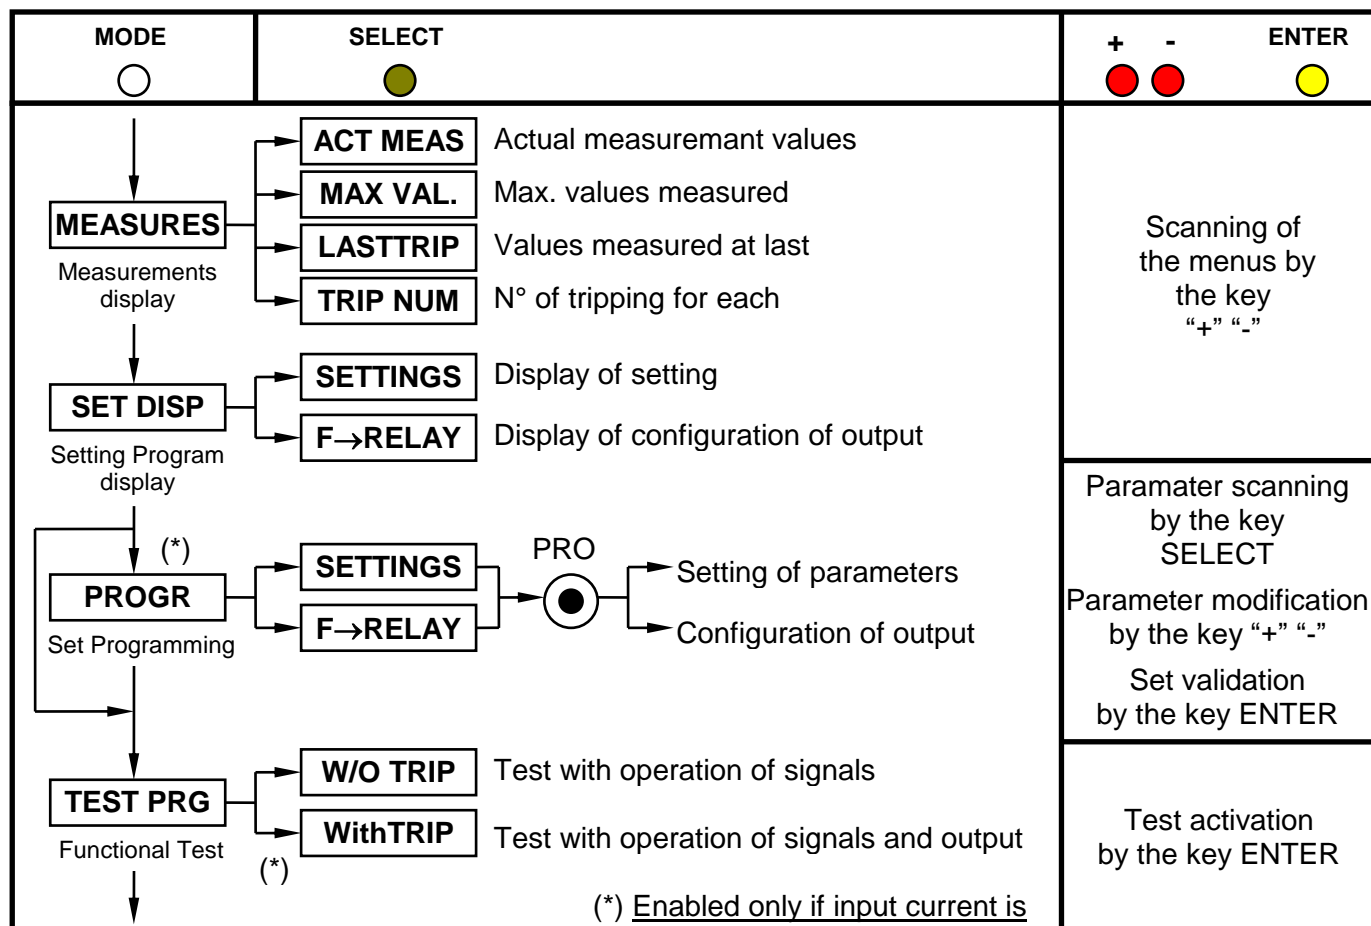 MODE
SELECT
+ - ENTER
ACT MEAS Actual measuremant values
MAX VAL. Max. values measured
MEASURES
LASTTRIP Values measured at last
Measurements
display
TRIP NUM N° of tripping for each
Scanning of
the menus by
the key
“+” “-”
SETTINGS Display of setting
SET DISP
F→RELAY Display of configuration of output
Setting Program
display
(*)
PROGR
Set Programming
SETTINGS
F→RELAY
PRO
Setting of parameters
Configuration of output
Paramater scanning
by the key
SELECT
Parameter modification
by the key “+” “-”
Set validation
by the key ENTER
W/O TRIP Test with operation of signals
TEST PRG
Functional Test
WithTRIP Test with operation of signals and output
(*)
Test activation
by the key ENTER
(*) Enabled only if input current is